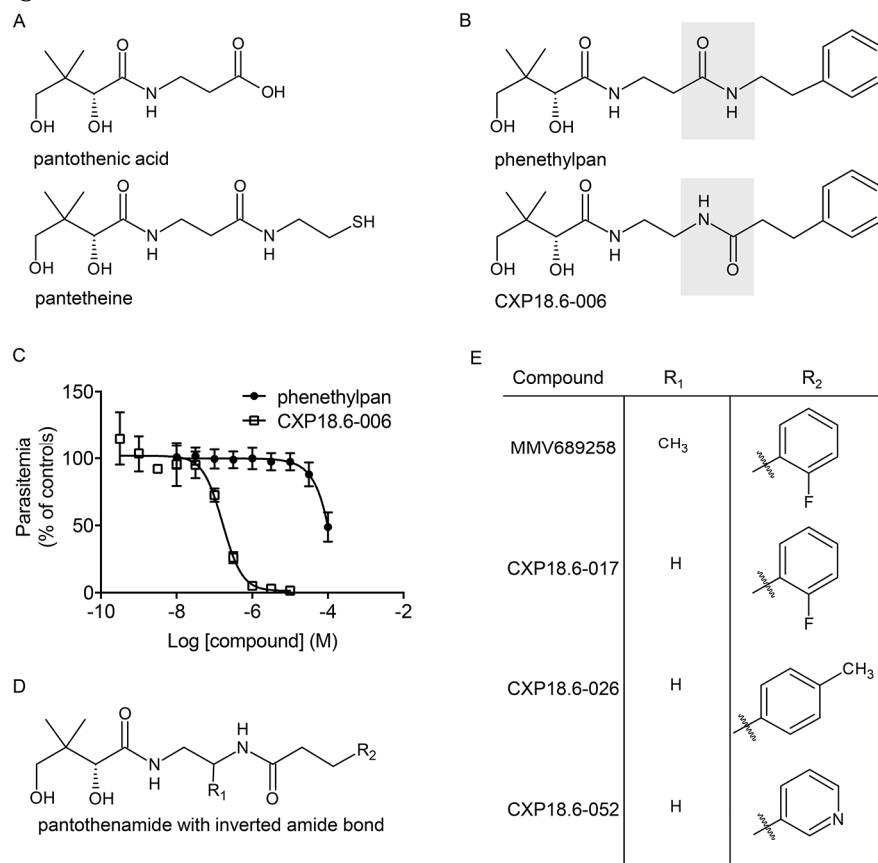 A
O
O
N
H
OH
OH
OH
pantothenic acid
O
O
N
H
N
H
SH
OH
OH
pantetheine
B
O
O
N
H
N
H
OH
OH
phenethylpan
O
H
N
N
H
O
OH
OH
CXP18.6-006
C
150
100
50
0
-10
-8
-6
-4
-2
Parasitemia
(% of controls)
Log [compound] (M)
phenethylpan
CXP18.6-006
D
O
H
N
N
H
R1
O
R2
OH
OH
pantothenamide with inverted amide bond
E
Compound R1 R2
MMV689258 CH3
F
CXP18.6-017 H
F
CXP18.6-026 H
CH3
CXP18.6-052 H
N